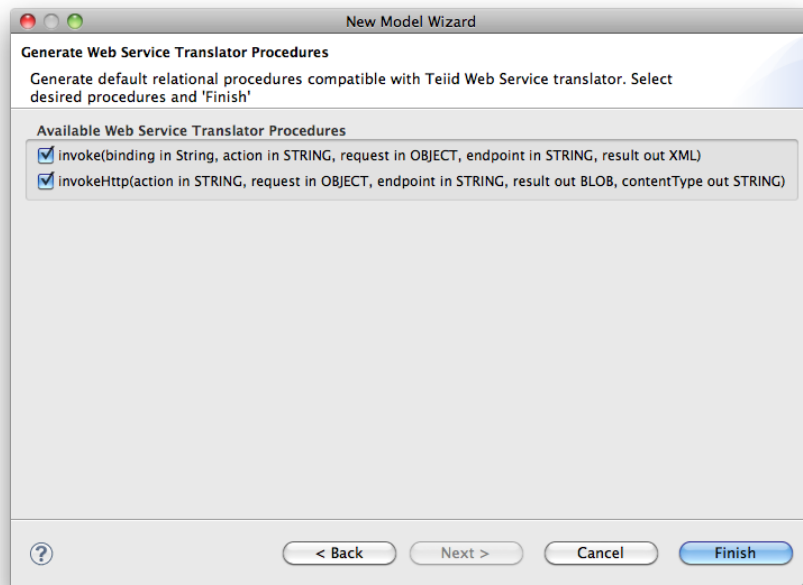 New Model Wizard
Generate Web Service Translator Procedures
Generate default relational procedures compatible with Teiid Web Service translator. Select
desired procedures and 'Finish'
Available Web Service Translator Procedures
invoke(binding in String, action in STRING, request in OBJECT, endpoint in STRING, result out XML)
invokeHttp(action in STRING, request in OBJECT, endpoint in STRING, result out BLOB, contentType out STRING)
? < Back Next > Cancel Finish